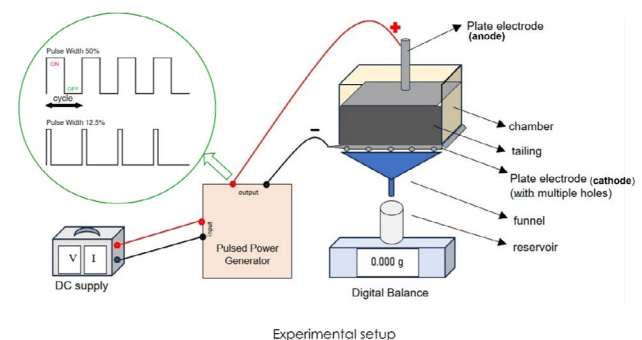 Pulse Width 50%
ON
OFF
cycle
Pulse Width 12.5%
+
Plate electrode
(anode)
chamber
tailing
-
Plate electrode (cathode)
(with multiple holes)
output
input
Pulsed Power
Generator
funnel
reservoir
V I
DC supply
0.000 g
Digital Balance
Experimental setup